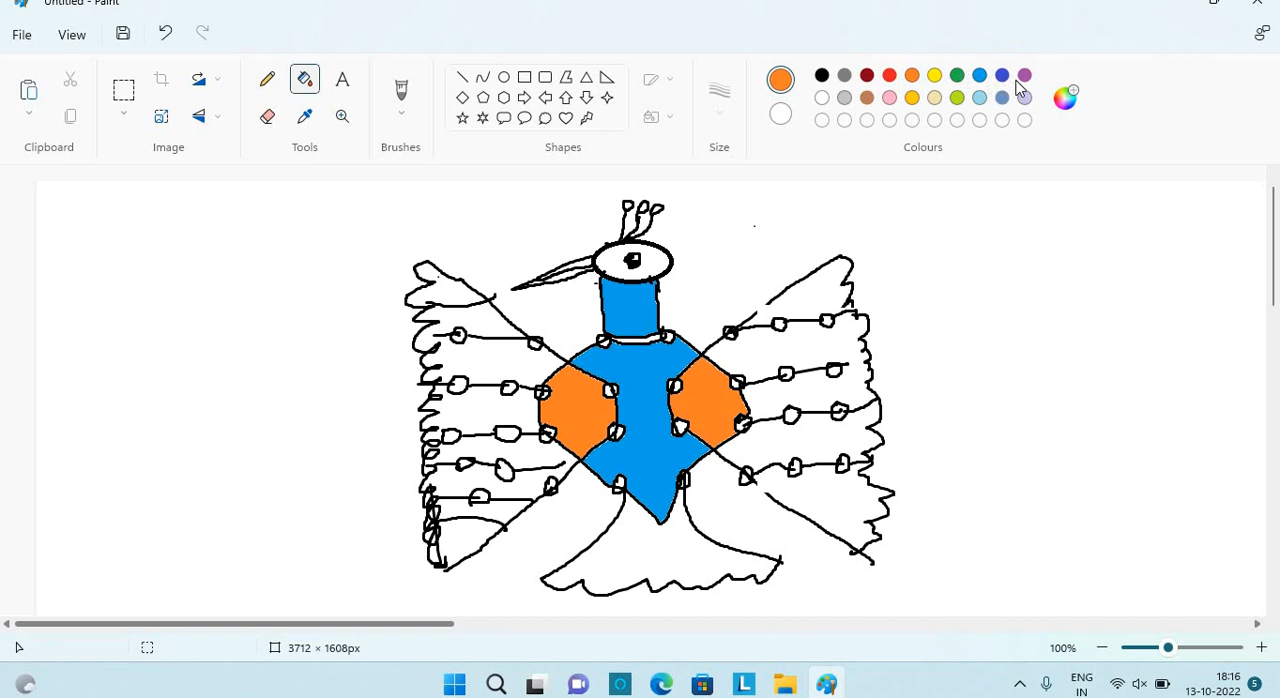 Untitled - Paint
File View
A
Clipboard Image Tools Brushes Shapes Size Colours
3712 × 1608px 100%
L ENG 18:16
IN 13-10-2022 5